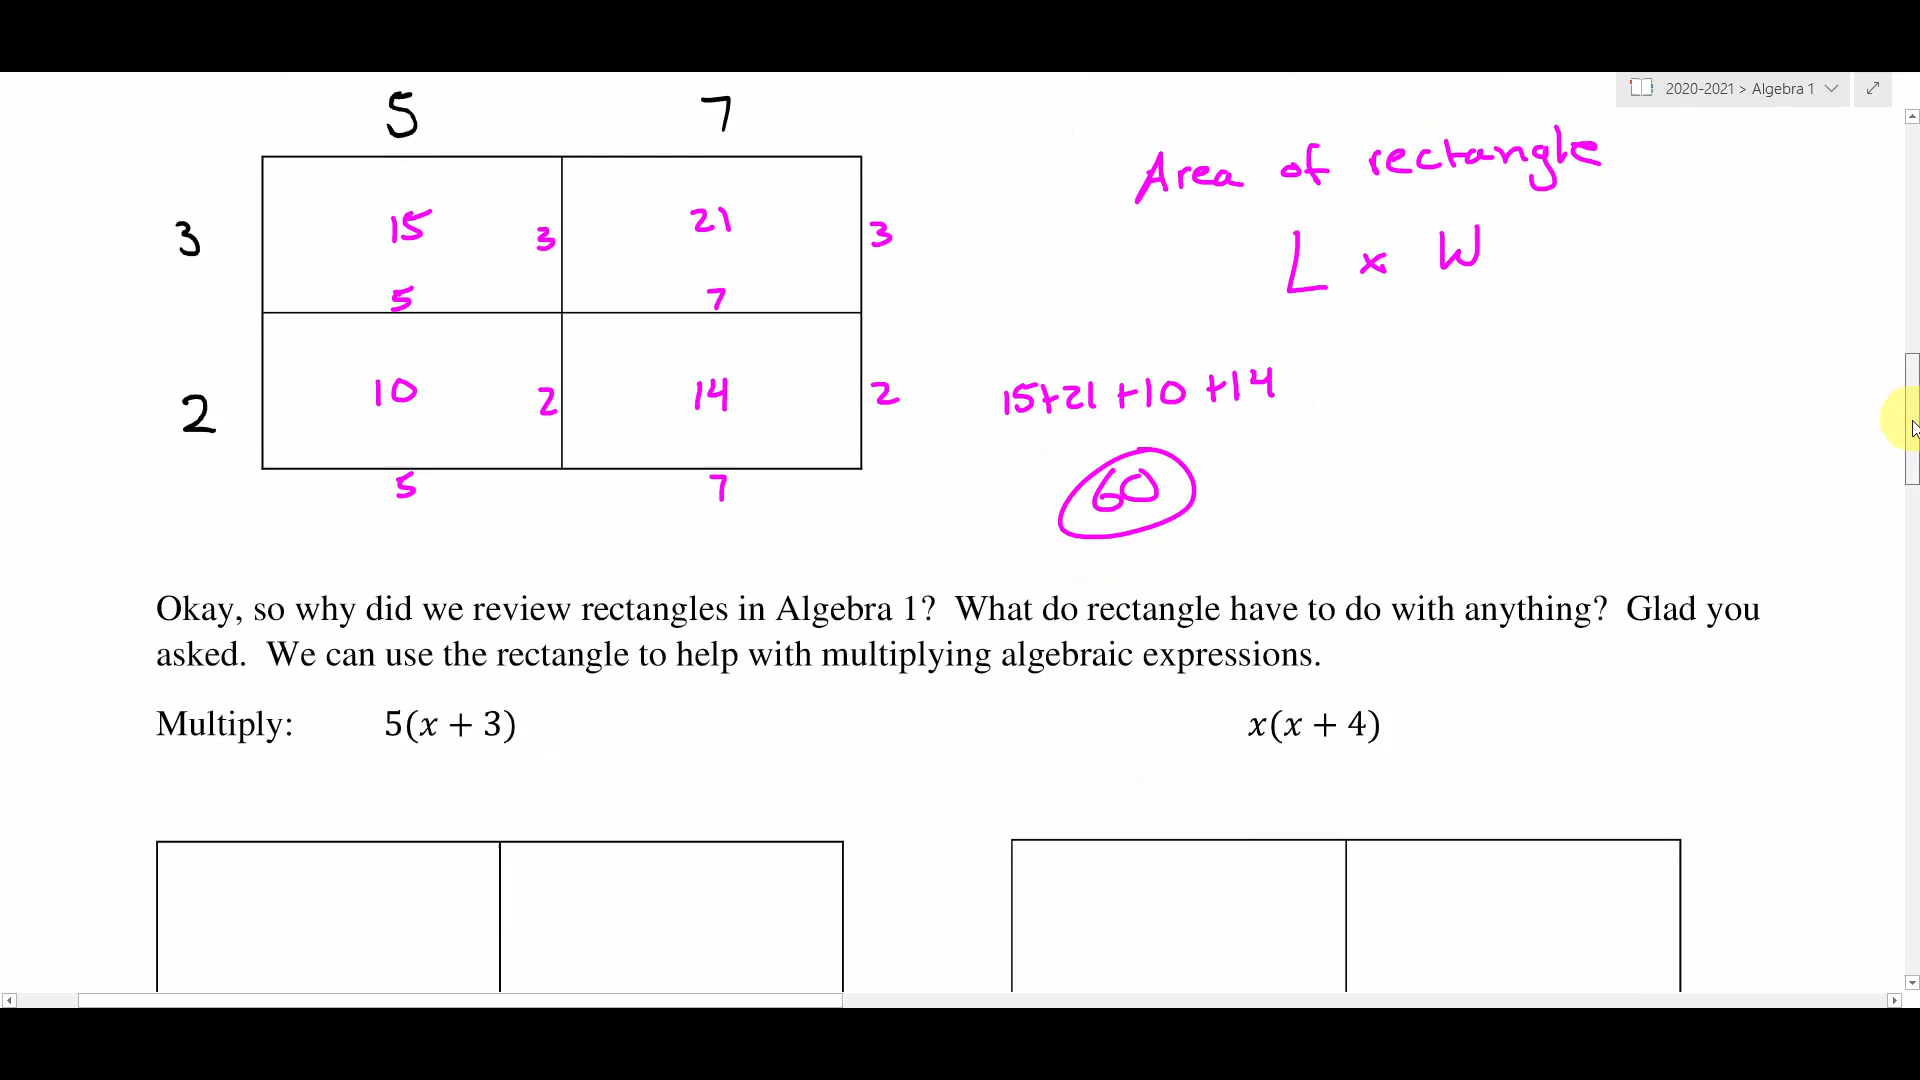 2020-2021 > Algebra 1
5 7
Area of rectangle
3 15 3 21 3
L x W
5 7
2 10 2 14 2
15+21+10+14
5 7
60
Okay, so why did we review rectangles in Algebra 1? What do rectangle have to do with anything? Glad you
asked. We can use the rectangle to help with multiplying algebraic expressions.
Multiply: 5(x + 3) x(x + 4)